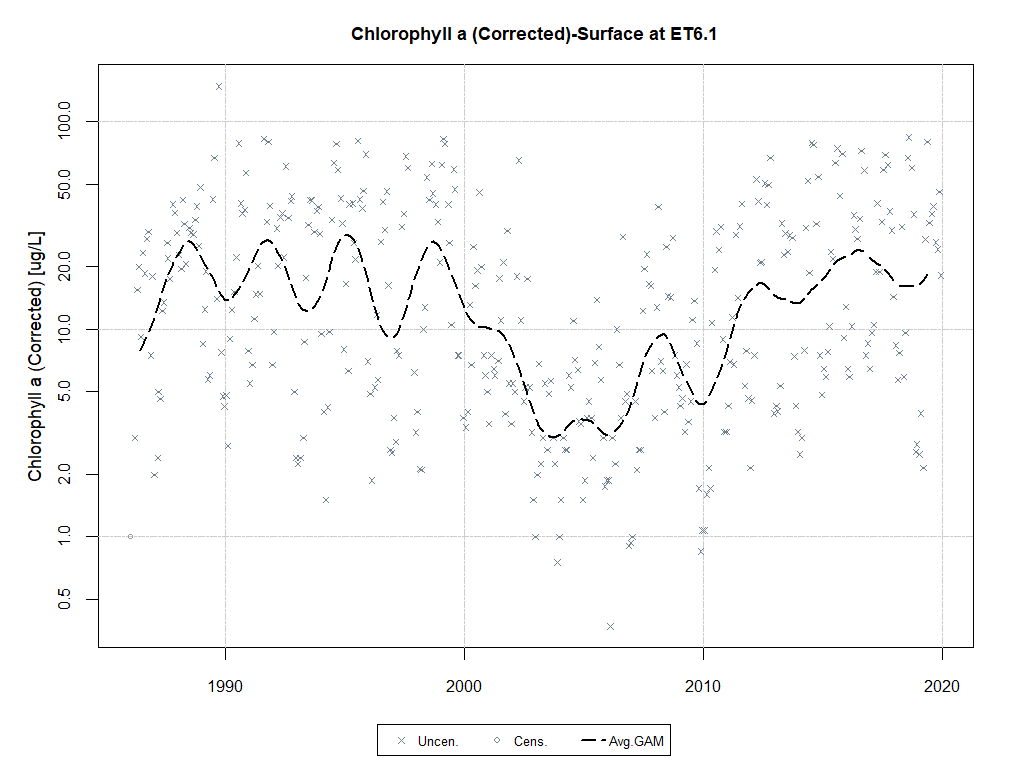 Chlorophyll a (Corrected)-Surface at ET6.1
Chlorophyll a (Corrected) [ug/L]
100.0
50.0
20.0
10.0
5.0
2.0
1.0
0.5
1990 2000 2010 2020
Uncen. Cens. Avg.GAM